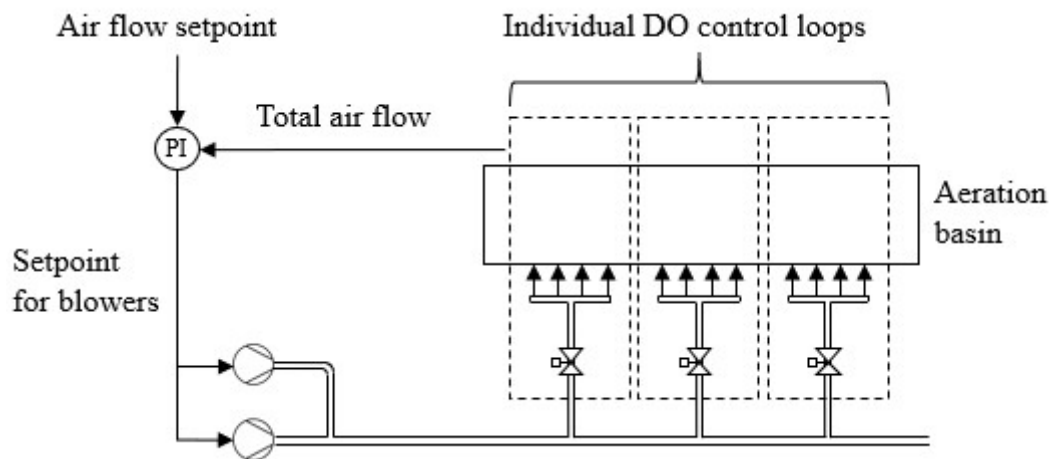 Air flow setpoint
Individual DO control loops
Total air flow
PI
Aeration
basin
Setpoint
for blowers